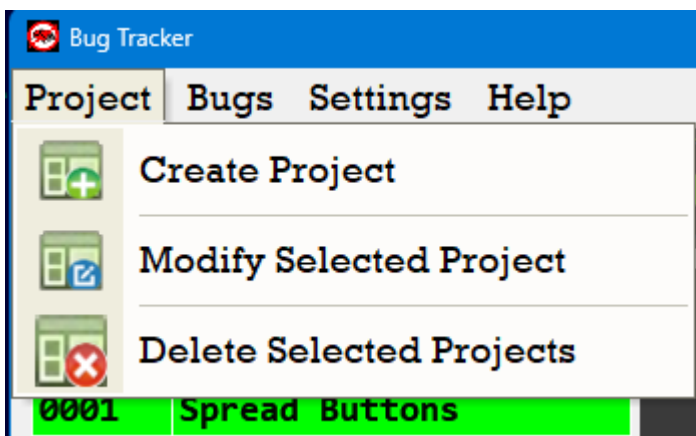 Bug Tracker
Project Bugs Settings Help
Create Project
Modify Selected Project
Delete Selected Projects
0001 Spread Buttons